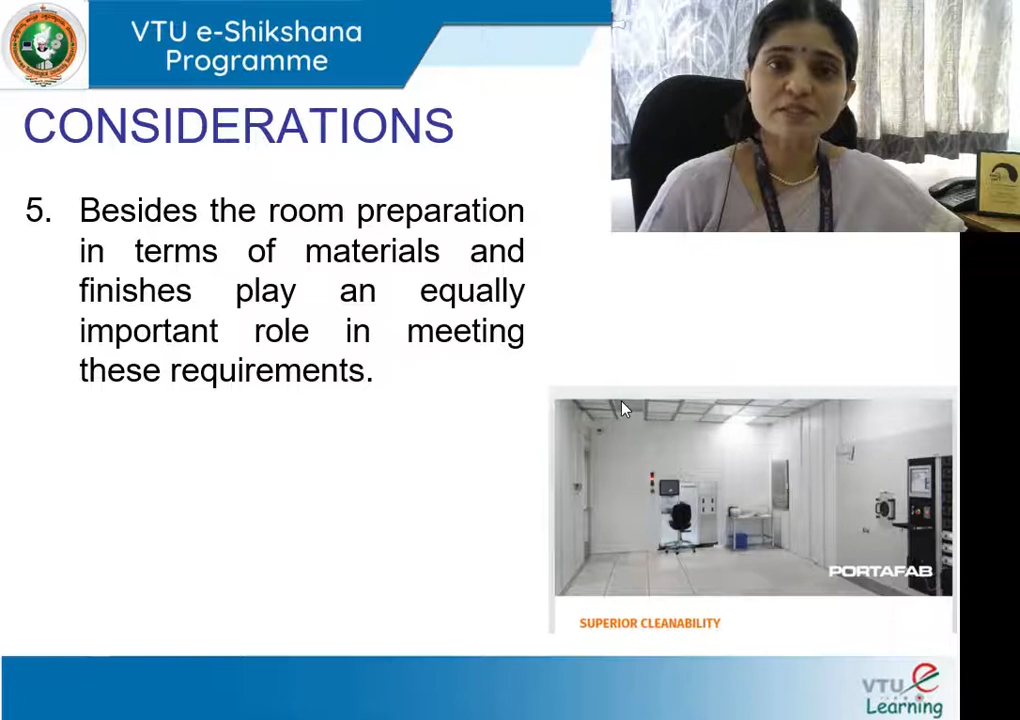 VTU e-Shikshana
Programme
CONSIDERATIONS
5. Besides the room preparation
in terms of materials and
finishes play an equally
important role in meeting
these requirements.
PORTAFAB
SUPERIOR CLEANABILITY
VTU e
Learning